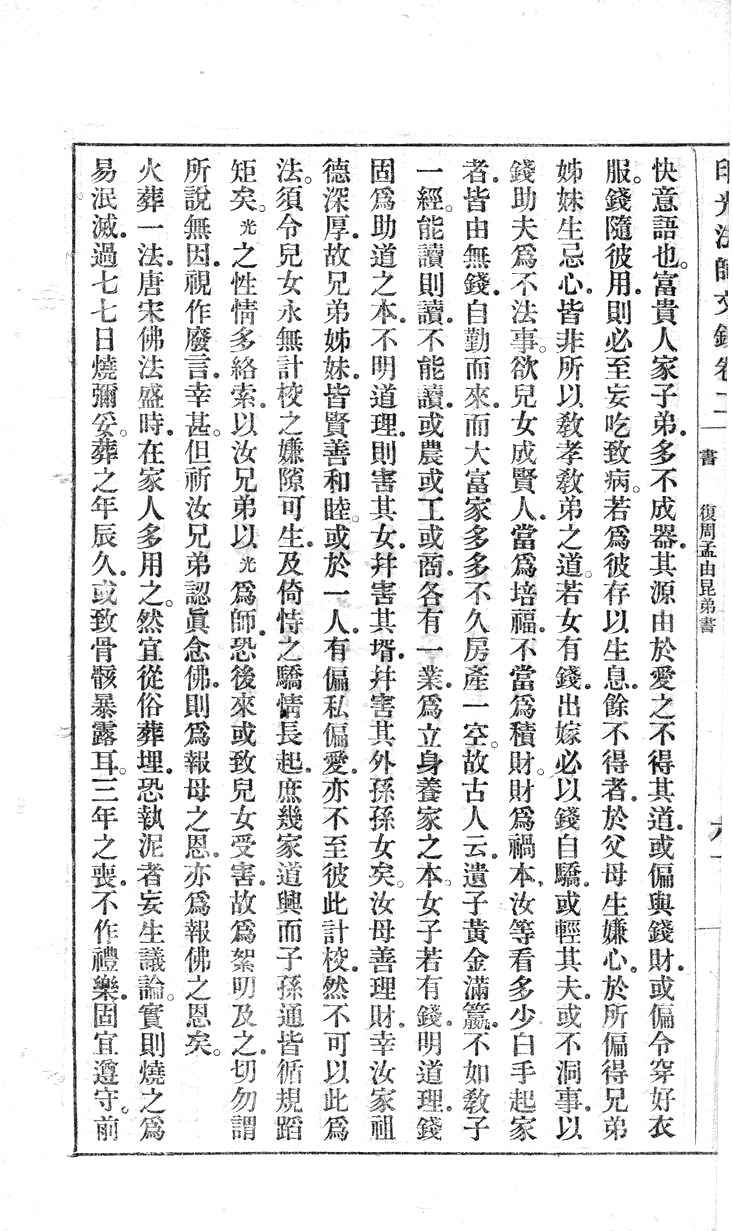 印光法師文鈔卷二 書 復周孟由昆弟書
快意語也。富貴人家子弟。多不成器。其源由於愛之不得其道。或偏與錢財。或偏令穿好衣
服。錢隨彼用。則必至妄吃致病。若爲彼存以生息。餘不得者。於父母生嫌心。於所偏得兄弟
姊妹生忌心。皆非所以敎孝敎弟之道。若女有錢。出嫁必以錢自驕。或輕其夫。或不洞事。以
錢助夫爲不法事。欲兒女成賢人。當爲培福。不當爲積財。財爲禍本。汝等看多少白手起家
者。皆由無錢。自勤而來。而大富家多多不久房產一空。故古人云。遺子黃金滿籯。不如敎子
一經。能讀則讀。不能讀。或農或工或商。各有一業。爲立身養家之本。女子若有錢。明道理。錢
固爲助道之本。不明道理。則害其女。幷害其壻。幷害其外孫孫女矣。汝母善理財。幸汝家祖
德深厚。故兄弟姊妹。皆賢善和睦。或於一人。有偏私偏愛。亦不至彼此計校。然不可以此爲
法。須令兒女永無計校之嫌隙可生。及倚恃之驕情長起。庶幾家道興而子孫通皆循規蹈
矩矣。光之性情多絡索。以汝兄弟以光爲師。恐後來或致兒女受害。故爲絮叨及之。切勿謂
所說無因。視作廢言。幸甚。但祈汝兄弟認眞念佛。則爲報母之恩。亦爲報佛之恩矣。
火葬一法。唐宋佛法盛時。在家人多用之。然宜從俗葬埋。恐執泥者妄生議論。實則燒之爲
易泯滅。過七七日燒彌妥。葬之年辰久。或致骨骸暴露耳。三年之喪。不作禮樂。固宜遵守。前